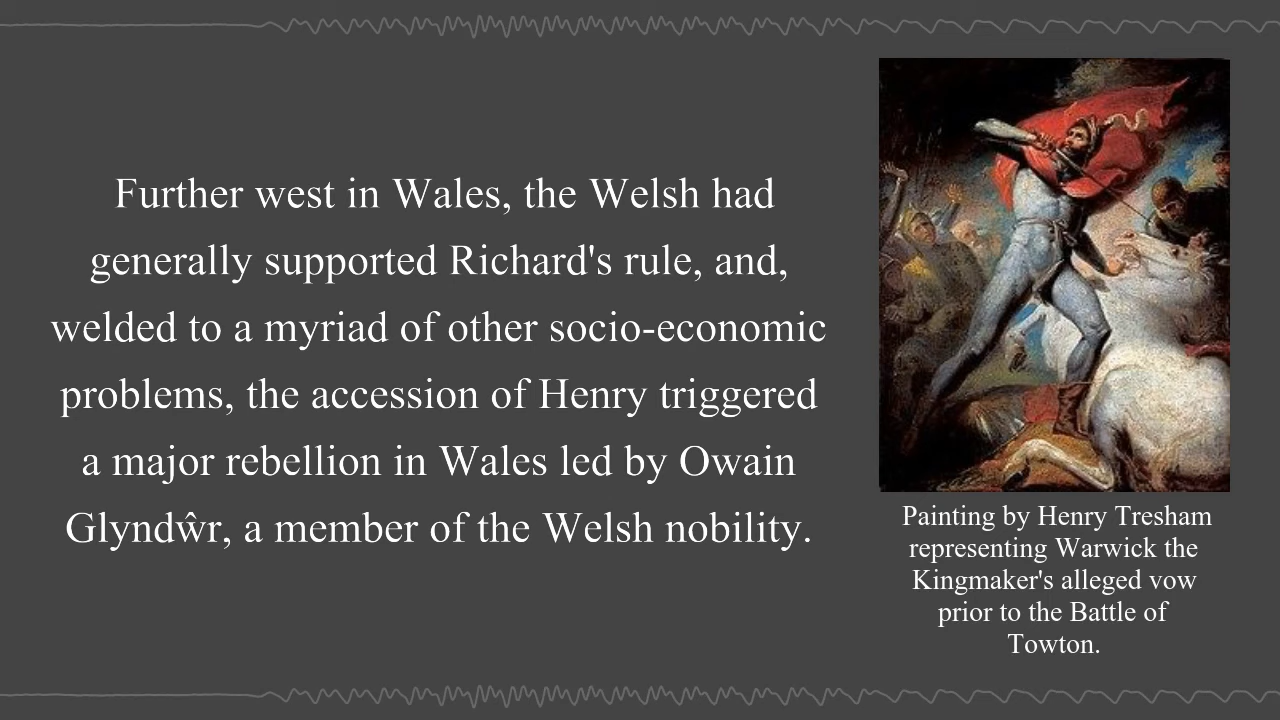 Further west in Wales, the Welsh had
generally supported Richard's rule, and,
welded to a myriad of other socio-economic
problems, the accession of Henry triggered
a major rebellion in Wales led by Owain
Glyndŵr, a member of the Welsh nobility.
Painting by Henry Tresham
representing Warwick the
Kingmaker's alleged vow
prior to the Battle of
Towton.